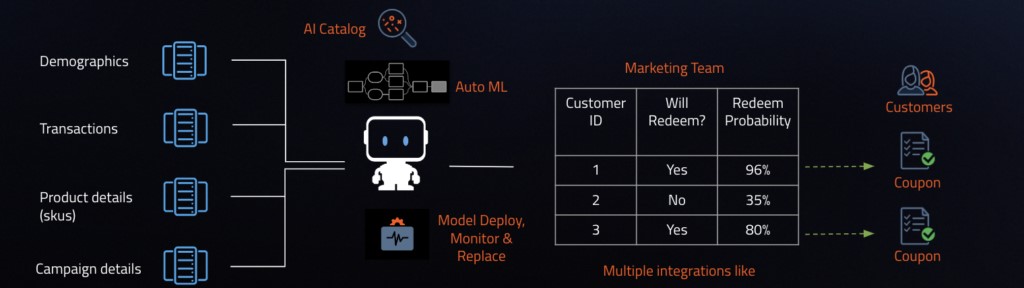 AI Catalog
Demographics
Transactions
Product details
(skus)
Campaign details
Auto ML
Model Deploy,
Monitor &
Replace
Marketing Team
Customer
ID
Will
Redeem?
Redeem
Probability
1 Yes 96%
2 No 35%
3 Yes 80%
Multiple integrations like
Customers
Coupon
Coupon